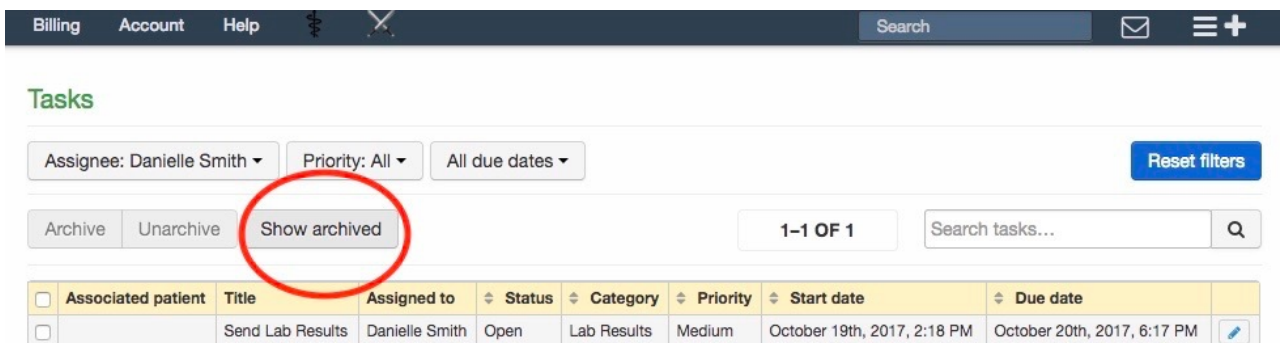 Billing Account Help Search
Tasks
Assignee: Danielle Smith Priority: All All due dates Reset filters
Archive Unarchive Show archived 1–1 OF 1 Search tasks...
Associated patient Title Assigned to Status Category Priority Start date Due date
Send Lab Results Danielle Smith Open Lab Results Medium October 19th, 2017, 2:18 PM October 20th, 2017, 6:17 PM